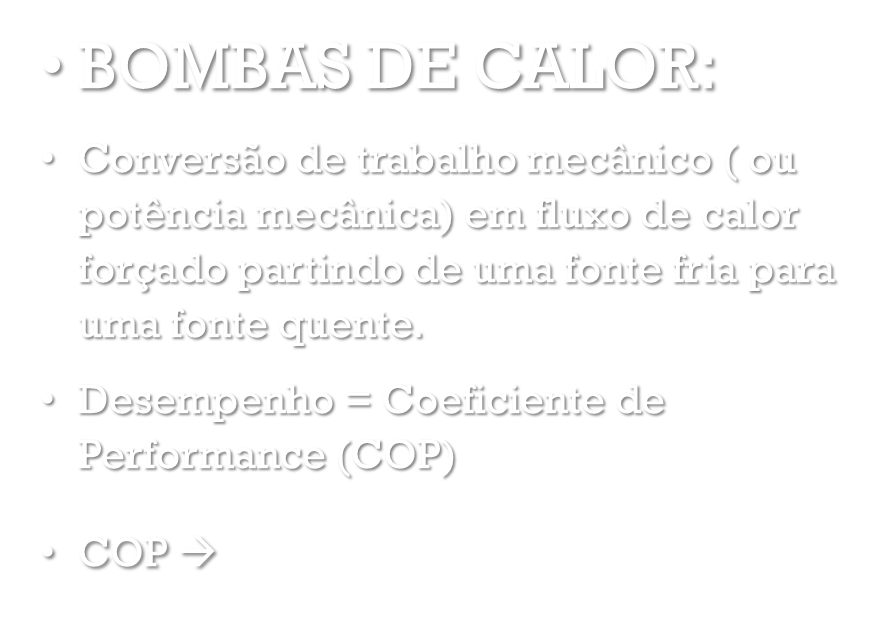 • BOMBAS DE CALOR:
• Conversão de trabalho mecânico ( ou
potência mecânica) em fluxo de calor
forçado partindo de uma fonte fria para
uma fonte quente.
• Desempenho = Coeficiente de
Performance (COP)
• COP →